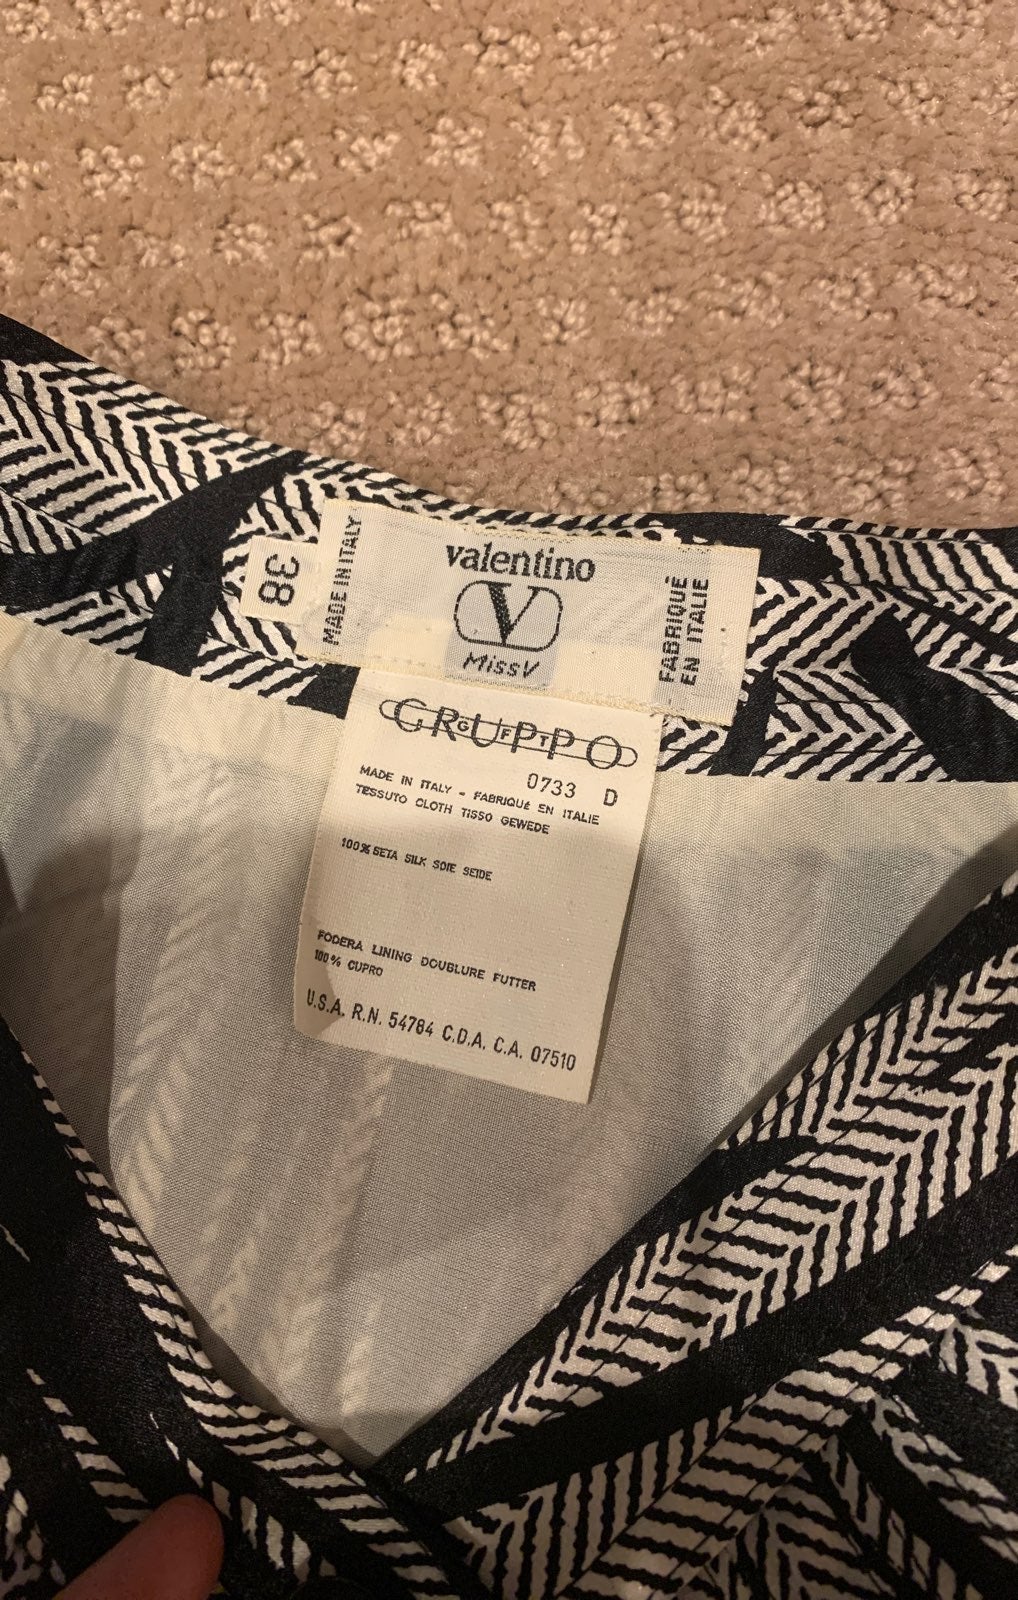 38
MADE IN ITALY
valentino
V
MissV
FABRIQUÉ
EN ITALIE
GRUPPO
GFT
0733 D
MADE IN ITALY - FABRIQUÉ EN ITALIE
TESSUTO CLOTH TISSO GEWEDE
100% SETA SILK SOIE SEIDE
FODERA LINING DOUBLURE FUTTER
100% CUPRO
U.S.A. R.N. 54784 C.D.A. C.A. 07510